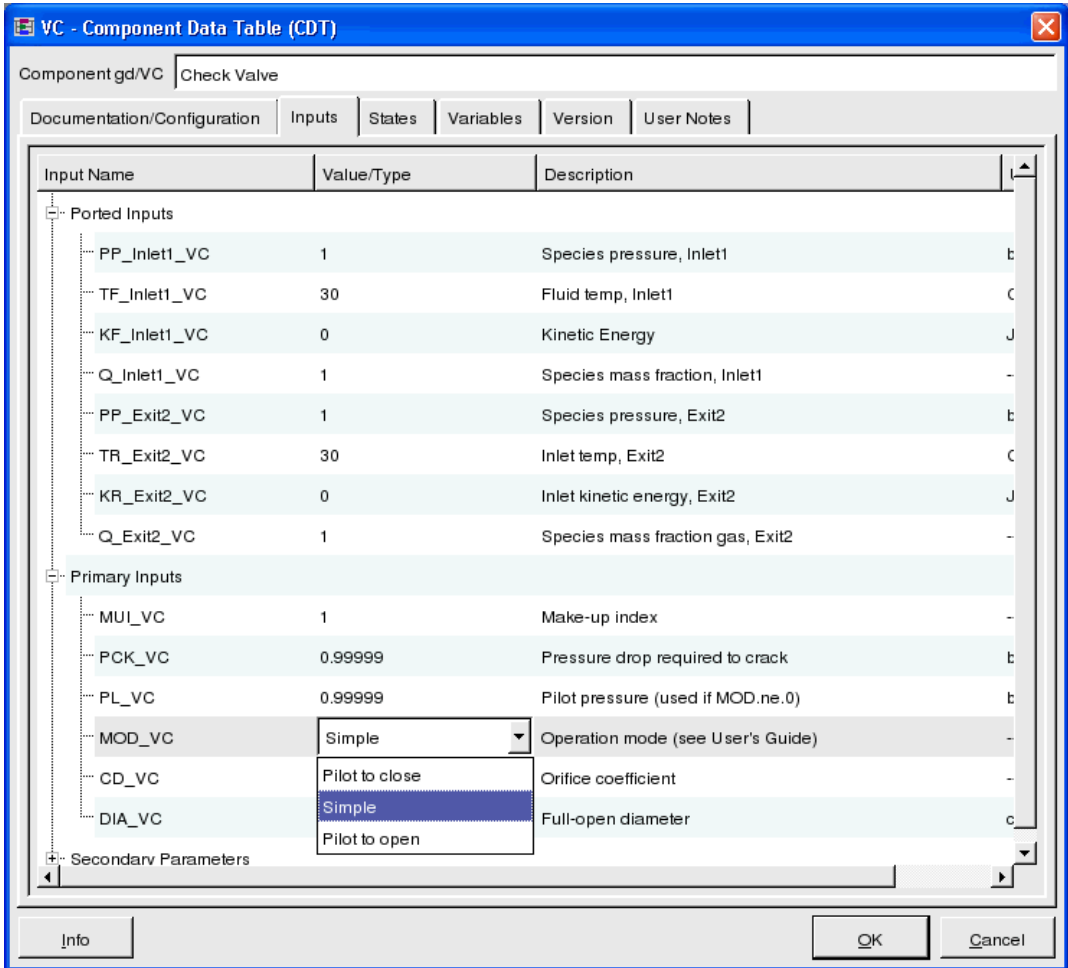 VC - Component Data Table (CDT)
Component gd/VC Check Valve
Documentation/Configuration Inputs States Variables Version User Notes
Input Name Value/Type Description
Ported Inputs
PP_Inlet1_VC 1 Species pressure, Inlet1
TF_Inlet1_VC 30 Fluid temp, Inlet1
KF_Inlet1_VC 0 Kinetic Energy J
Q_Inlet1_VC 1 Species mass fraction, Inlet1
PP_Exit2_VC 1 Species pressure, Exit2
TR_Exit2_VC 30 Inlet temp, Exit2
KR_Exit2_VC 0 Inlet kinetic energy, Exit2 J
Q_Exit2_VC 1 Species mass fraction gas, Exit2
Primary Inputs
MUI_VC 1 Make-up index
PCK_VC 0.99999 Pressure drop required to crack
PL_VC 0.99999 Pilot pressure (used if MOD.ne.0)
MOD_VC Simple Operation mode (see User's Guide)
CD_VC Pilot to close Orifice coefficient
Simple
DIA_VC Full-open diameter
Pilot to open
Secondary Parameters
Info OK Cancel